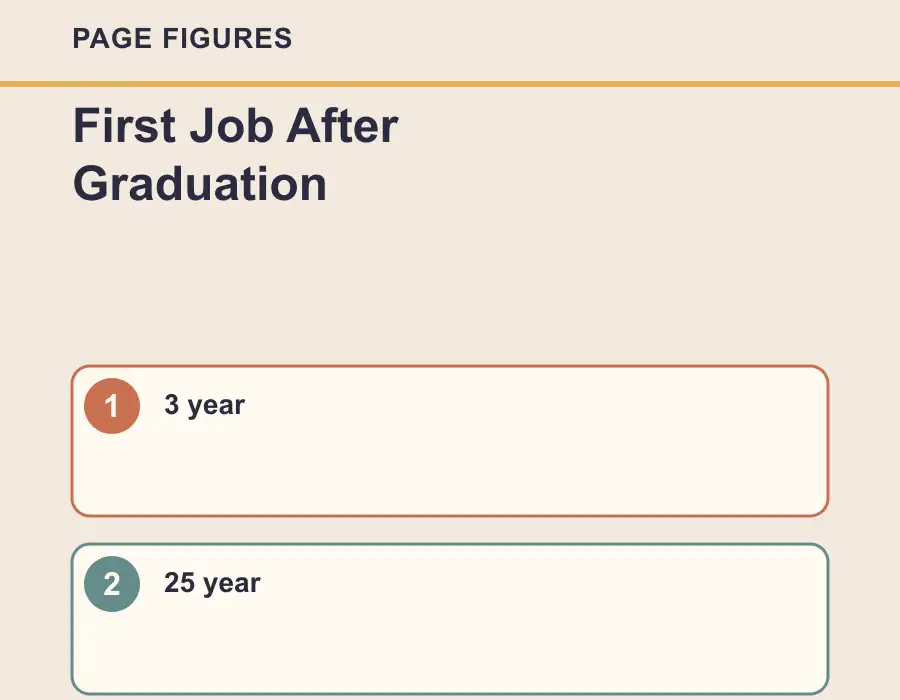 PAGE FIGURES
First Job After
Graduation
1
3 year
2
25 year